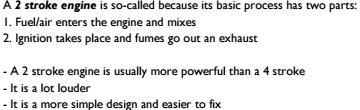 A 2 stroke engine is so-called because its basic process has two parts:
1. Fuel/air enters the engine and mixes
2. Ignition takes place and fumes go out an exhaust
- A 2 stroke engine is usually more powerful than a 4 stroke
- It is a lot louder
- It is a more simple design and easier to fix